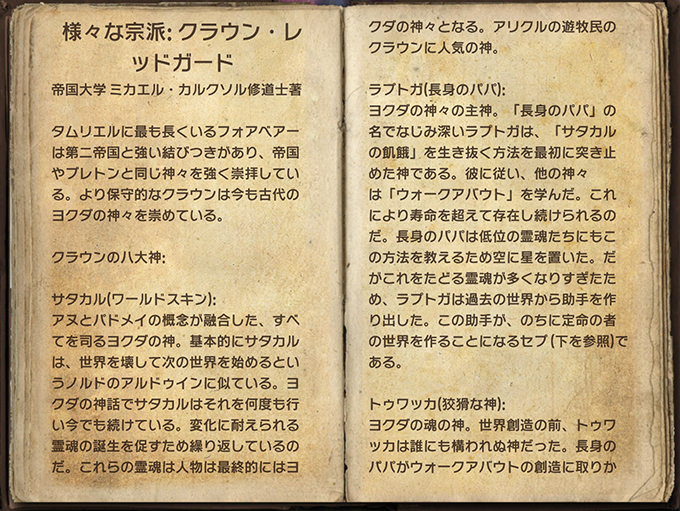 様々な宗派: クラウン・レ
ッドガード
帝国大学 ミカエル・カルクソル修道士著
タムリエルに最も長くいるフォアベアー
は第二帝国と強い結びつきがあり、帝国
やブレトンと同じ神々を強く崇拝してい
る。より保守的なクラウンは今も古代の
ヨクダの神々を崇めている。
クラウンの八大神:
サタカル(ワールドスキン):
アヌとパドメイの概念が融合した、すべ
てを司るヨクダの神。基本的にサタカル
は、世界を壊して次の世界を始めるとい
うノルドのアルドゥインに似ている。ヨ
クダの神話でサタカルはそれを何度も行
い今でも続けている。変化に耐えられる
霊魂の誕生を促すため繰り返しているの
だ。これらの霊魂は人物は最終的にはヨ
クダの神々となる。アリクルの遊牧民の
クラウンに人気の神。
ラプトガ(長身のパパ):
ヨクダの神々の主神。「長身のパパ」の
名でなじみ深いラプトガは、「サタカル
の飢餓」を生き抜く方法を最初に突き止
めた神である。彼に従い、他の神々
は「ウォークアバウト」を学んだ。これ
により寿命を超えて存在し続けられるの
だ。長身のパパは低位の霊魂たちにもこ
の方法を教えるため空に星を置いた。だ
がこれをたどる霊魂が多くなりすぎたた
め、ラプトガは過去の世界から助手を作
り出した。この助手が、のちに定命の者
の世界を作ることになるセプ (下を参照)で
ある。
トゥワッカ(狡猾な神):
ヨクダの魂の神。世界創造の前、トゥワ
ッカは誰にも構われぬ神だった。長身の
パパがウォークアバウトの創造に取りか